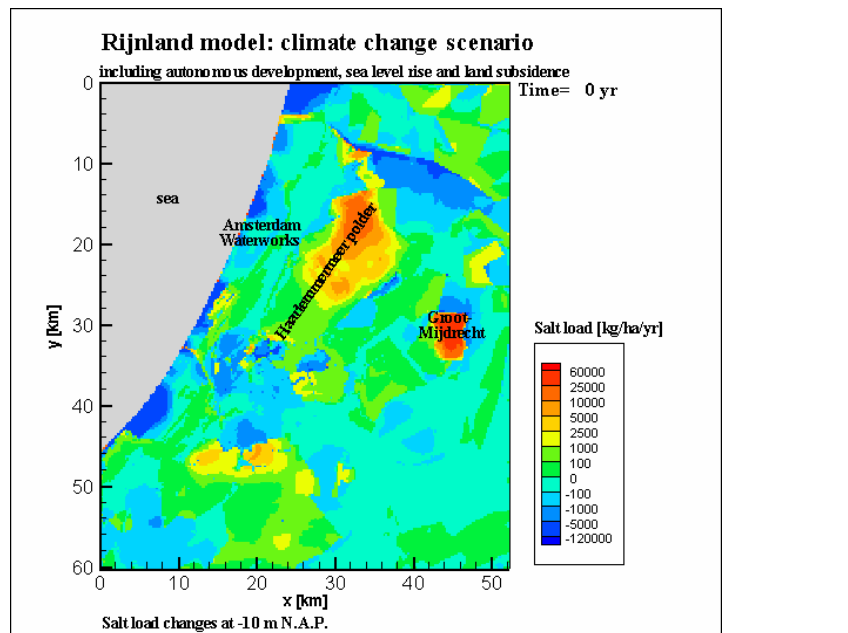 Rijnland model: climate change scenario
including autonomous development, sea level rise and land subsidence
Time= 0 yr
0
10
20
30
40
50
60
y [km]
sea
Amsterdam
Waterworks
Haarlemmermeer polder
Groot-
Mijdrecht
0 10 20 30 40 50
x [km]
Salt load changes at -10 m N.A.P.
Salt load [kg/ha/yr]
60000
25000
10000
5000
2500
1000
100
0
-100
-1000
-5000
-120000